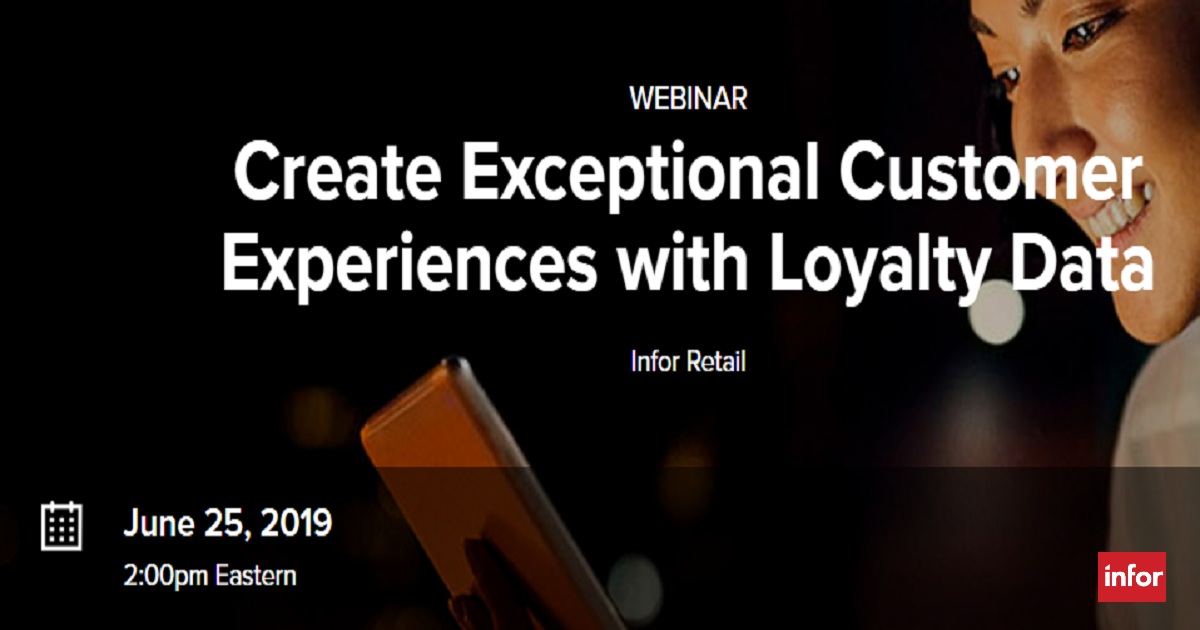 WEBINAR
Create Exceptional Customer
Experiences with Loyalty Data
Infor Retail
June 25, 2019
2:00pm Eastern
infor